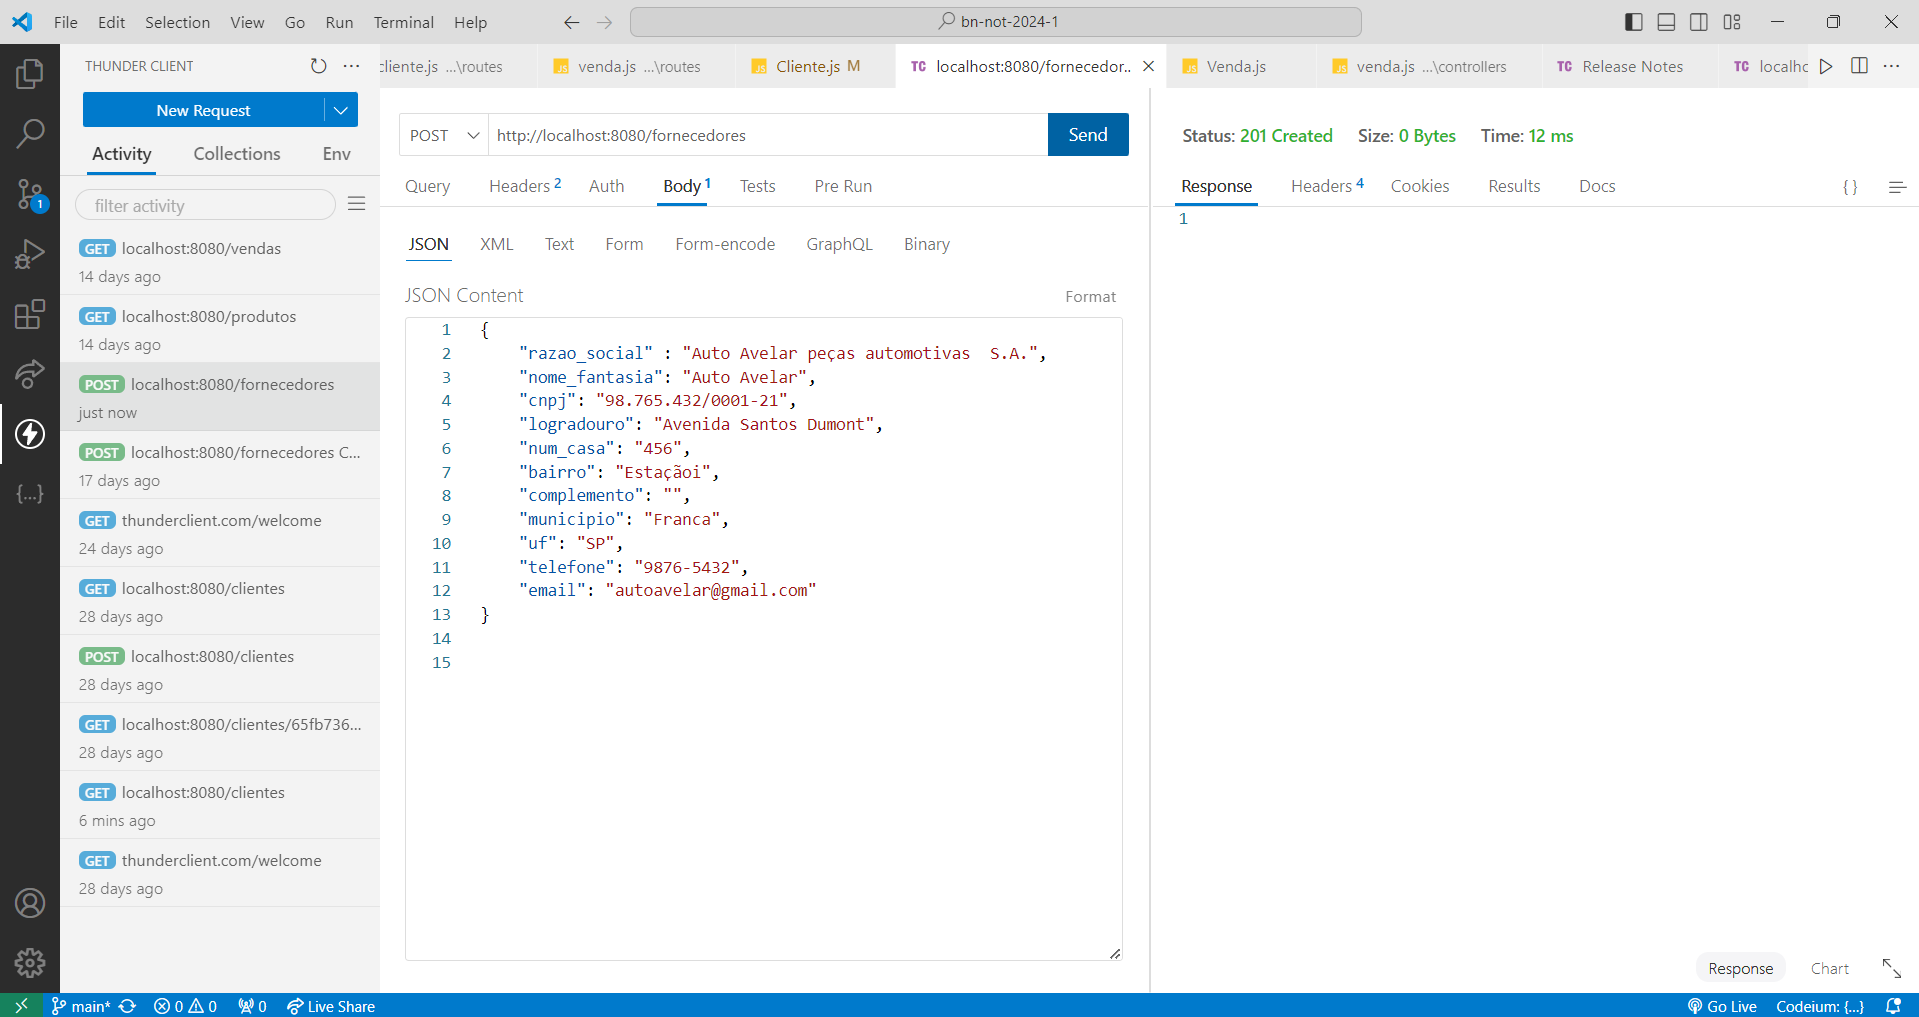 File Edit Selection View Go Run Terminal Help
bn-not-2024-1
THUNDER CLIENT
cliente.js ...\routes
venda.js ...\routes
Cliente.js M
localhost:8080/fornecedor..
Venda.js
venda.js ...\controllers
Release Notes
localhc
New Request
Activity Collections Env
filter activity
GET localhost:8080/vendas
14 days ago
GET localhost:8080/produtos
14 days ago
POST localhost:8080/fornecedores
just now
POST localhost:8080/fornecedores C...
17 days ago
GET thunderclient.com/welcome
24 days ago
GET localhost:8080/clientes
28 days ago
POST localhost:8080/clientes
28 days ago
GET localhost:8080/clientes/65fb736...
28 days ago
GET localhost:8080/clientes
6 mins ago
GET thunderclient.com/welcome
28 days ago
POST http://localhost:8080/fornecedores Send
Query Headers 2 Auth Body 1 Tests Pre Run
JSON XML Text Form Form-encode GraphQL Binary
JSON Content Format
1 {
2 "razao_social" : "Auto Avelar peças automotivas  S.A.",
3 "nome_fantasia": "Auto Avelar",
4 "cnpj": "98.765.432/0001-21",
5 "logradouro": "Avenida Santos Dumont",
6 "num_casa": "456",
7 "bairro": "Estaçãoi",
8 "complemento": "",
9 "municipio": "Franca",
10 "uf": "SP",
11 "telefone": "9876-5432",
12 "email": "autoavelar@gmail.com"
13 }
14
15
Status: 201 Created Size: 0 Bytes Time: 12 ms
Response Headers 4 Cookies Results Docs { }
1
Response Chart
main* 0 0 0 Live Share
Go Live Codeium: {...}